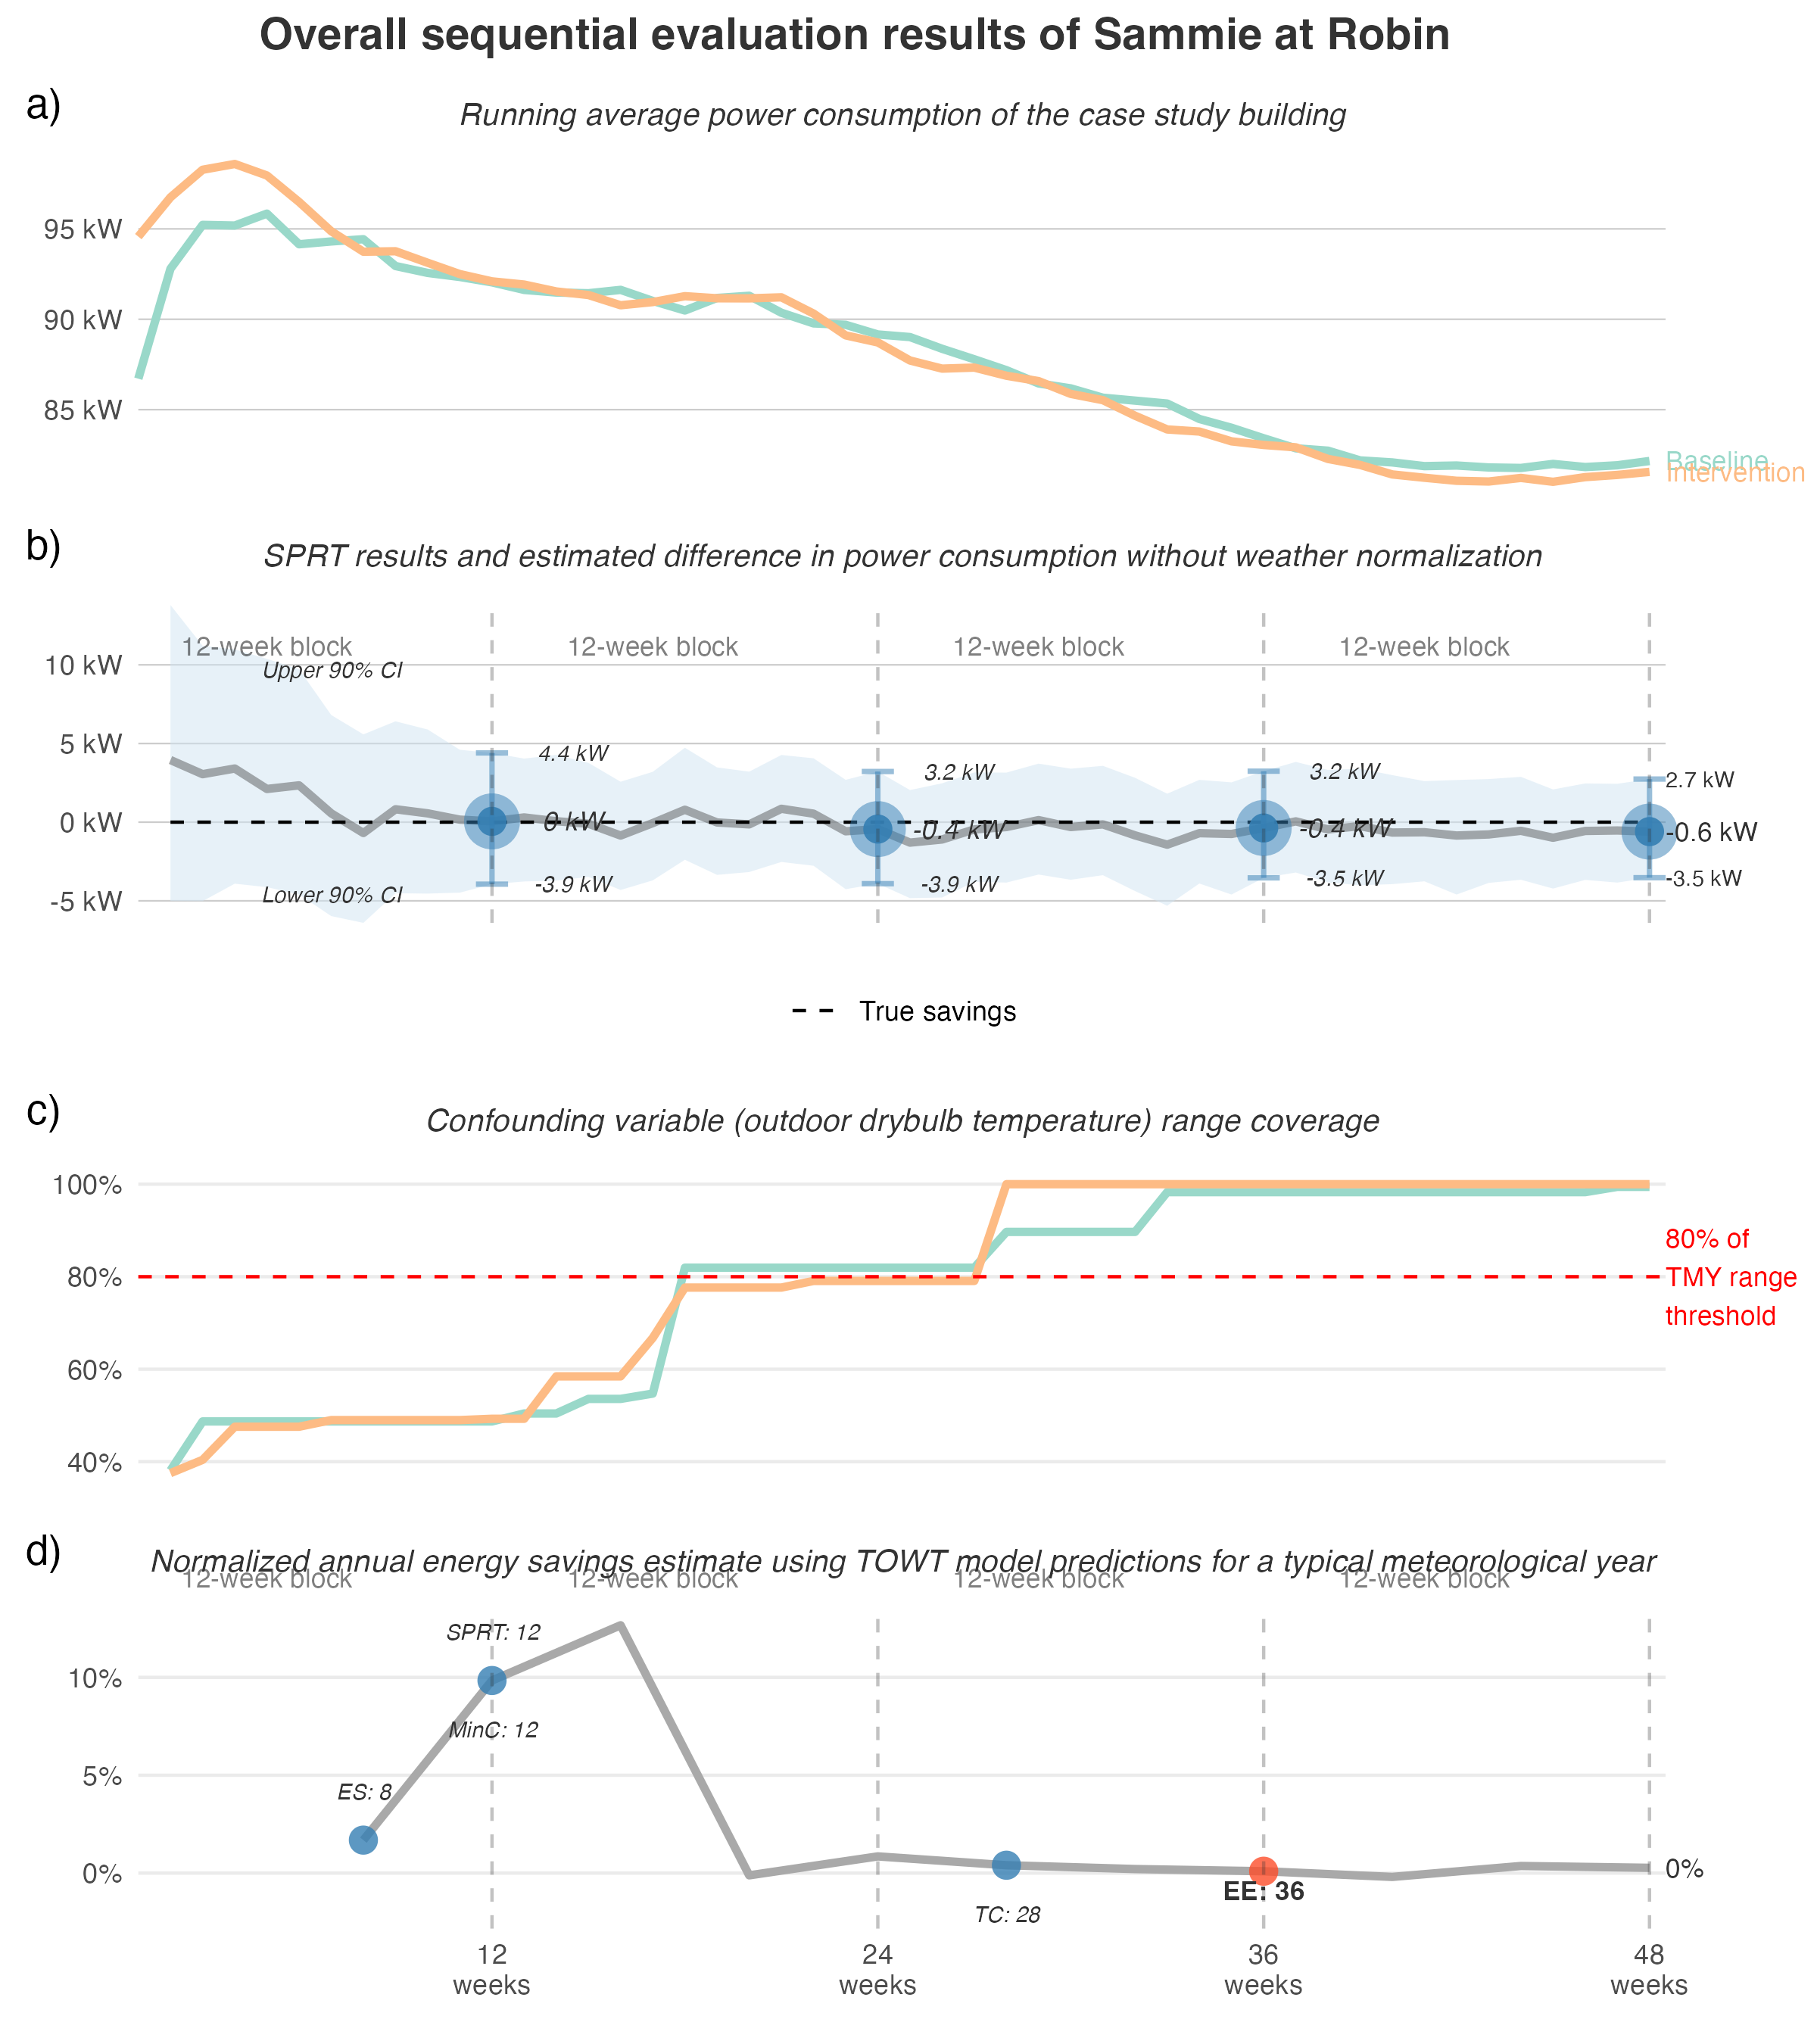 Overall sequential evaluation results of Sammie at Robin
a)
Running average power consumption of the case study building
95 kW
90 kW
85 kW
Baseline
Intervention
b)
SPRT results and estimated difference in power consumption without weather normalization
12-week block
12-week block
12-week block
12-week block
10 kW
Upper 90% CI
5 kW
4.4 kW
3.2 kW
3.2 kW
2.7 kW
0 kW
0 kW
-0.4 kW
-0.4 kW
-0.6 kW
Lower 90% CI
-3.9 kW
-3.9 kW
-3.5 kW
-3.5 kW
-5 kW
True savings
c)
Confounding variable (outdoor drybulb temperature) range coverage
100%
80%
60%
40%
80% of
TMY range
threshold
d)
Normalized annual energy savings estimate using TOWT model predictions for a typical meteorological year
12-week block
12-week block
12-week block
12-week block
SPRT: 12
10%
MinC: 12
5%
ES: 8
0%
0%
EE: 36
TC: 28
12
weeks
24
weeks
36
weeks
48
weeks